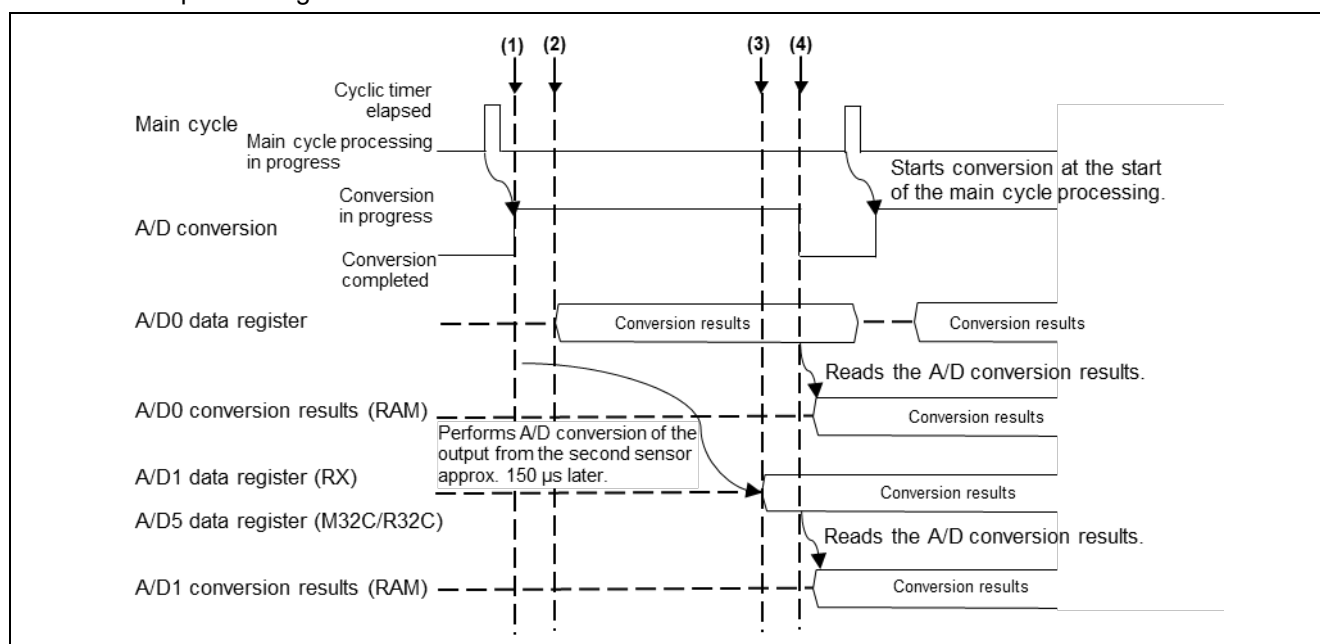 (1) (2) (3) (4)
Cyclic timer
elapsed
Main cycle
Main cycle processing
in progress
Starts conversion at the start
of the main cycle processing.
Conversion
in progress
A/D conversion
Conversion
completed
A/D0 data register
Conversion results
Conversion results
Reads the A/D conversion results.
A/D0 conversion results (RAM)
Conversion results
Performs A/D conversion of the
output from the second sensor
approx. 150 µs later.
A/D1 data register (RX)
Conversion results
A/D5 data register (M32C/R32C)
Reads the A/D conversion results.
A/D1 conversion results (RAM)
Conversion results